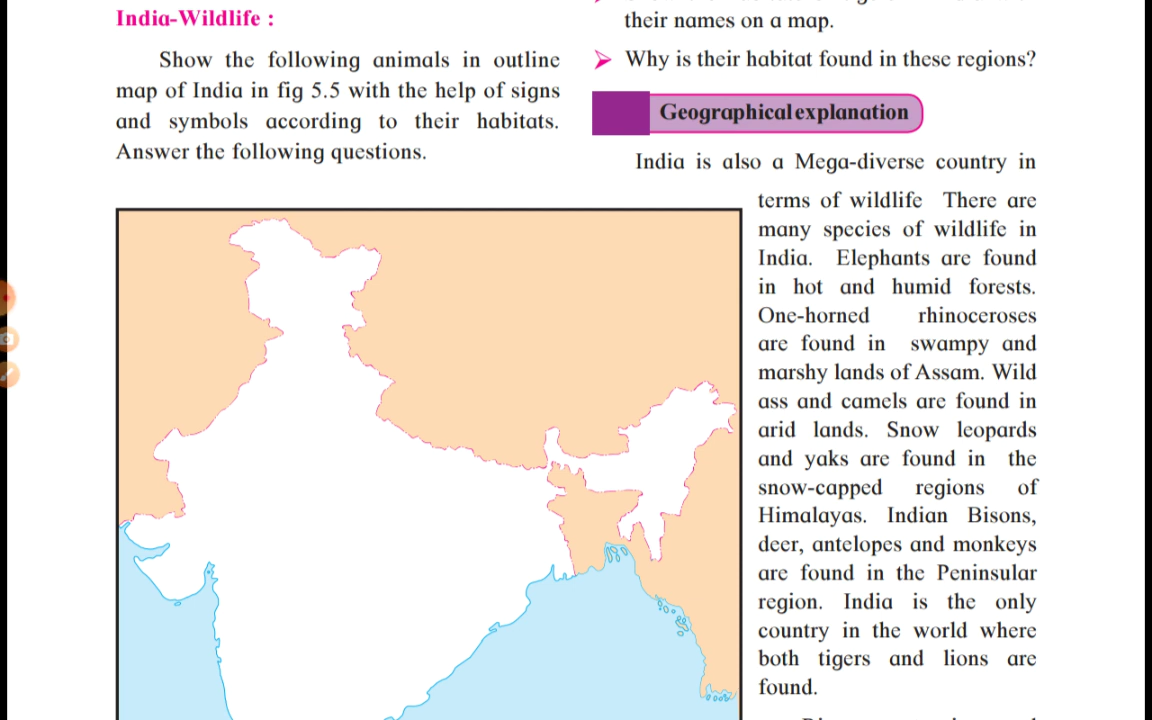 India-Wildlife :
Show the following animals in outline
map of India in fig 5.5 with the help of signs
and symbols according to their habitats.
Answer the following questions.
their names on a map.
Why is their habitat found in these regions?
Geographical explanation
India is also a Mega-diverse country in
terms of wildlife There are
many species of wildlife in
India. Elephants are found
in hot and humid forests.
One-horned rhinoceroses
are found in swampy and
marshy lands of Assam. Wild
ass and camels are found in
arid lands. Snow leopards
and yaks are found in the
snow-capped regions of
Himalayas. Indian Bisons,
deer, antelopes and monkeys
are found in the Peninsular
region. India is the only
country in the world where
both tigers and lions are
found.